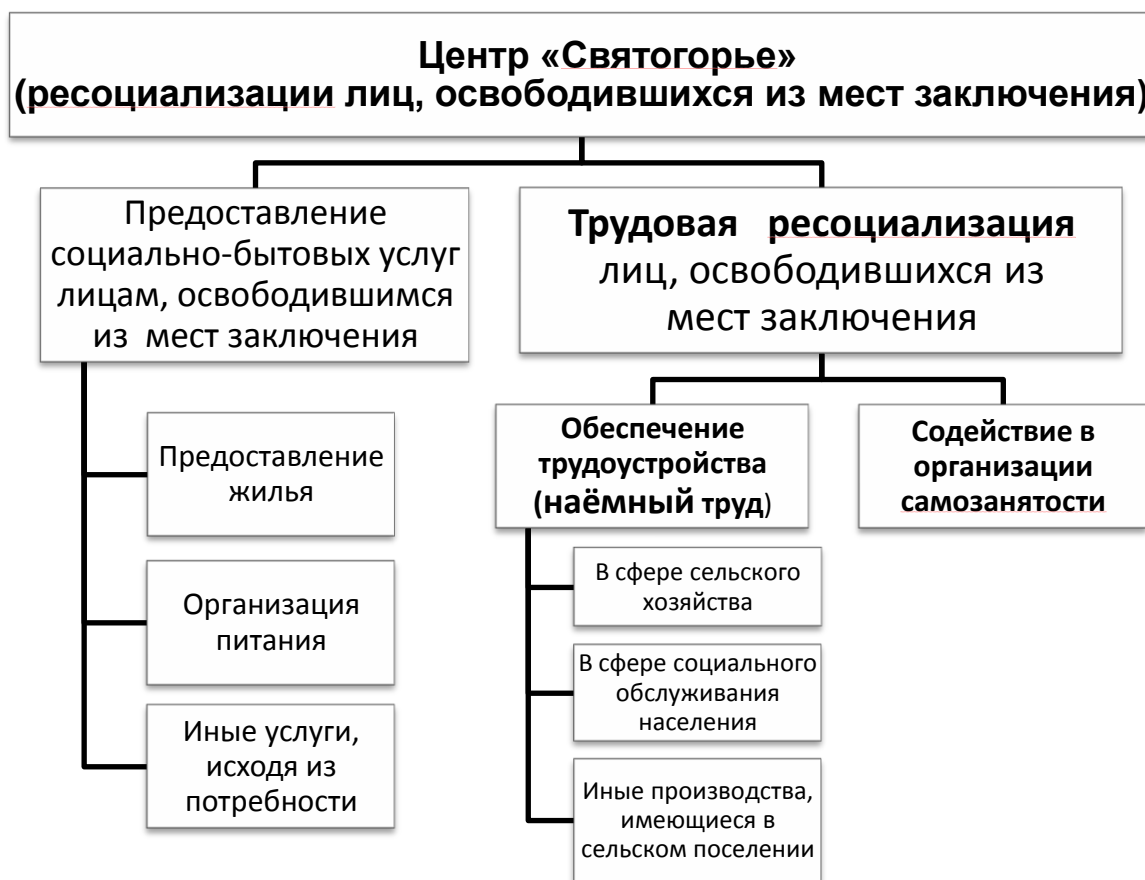 Центр «Святогорье»
(ресоциализации лиц, освободившихся из мест заключения)
Предоставление
социально-бытовых услуг
лицам, освободившимся
из мест заключения
Предоставление
жилья
Организация
питания
Иные услуги,
исходя из
потребности
Трудовая ресоциализация
лиц, освободившихся из
мест заключения
Обеспечение
трудоустройства
(наёмный труд)
В сфере сельского
хозяйства
В сфере социального
обслуживания
населения
Иные производства,
имеющиеся в
сельском поселении
Содействие в
организации
самозанятости